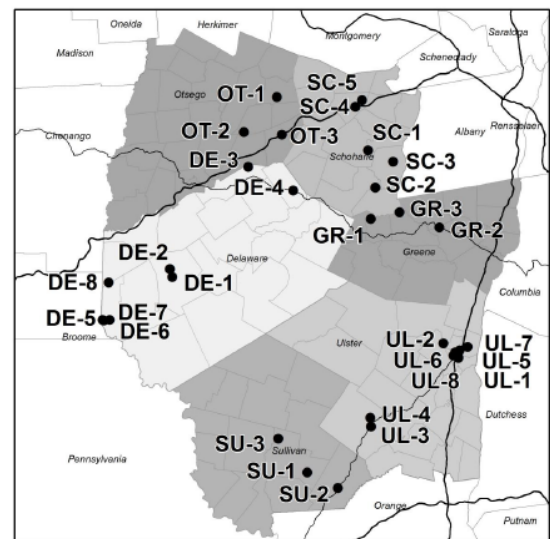 Oneida
Herkimer
Montgomery
Saratoga
Madison
Schenectady
Otsego
SC-5
OT-1
SC-4
Rensselaer
Chenango
OT-2
OT-3
SC-1
Albany
Schoharie
DE-3
SC-3
DE-4
SC-2
GR-3
GR-1
GR-2
DE-2
Delaware
Greene
DE-8
DE-1
Columbia
DE-5
DE-7
DE-6
Broome
Ulster
UL-2
UL-7
UL-6
UL-5
UL-8
UL-1
UL-4
Dutchess
UL-3
SU-3
Sullivan
Pennsylvania
SU-1
SU-2
Orange
Putnam